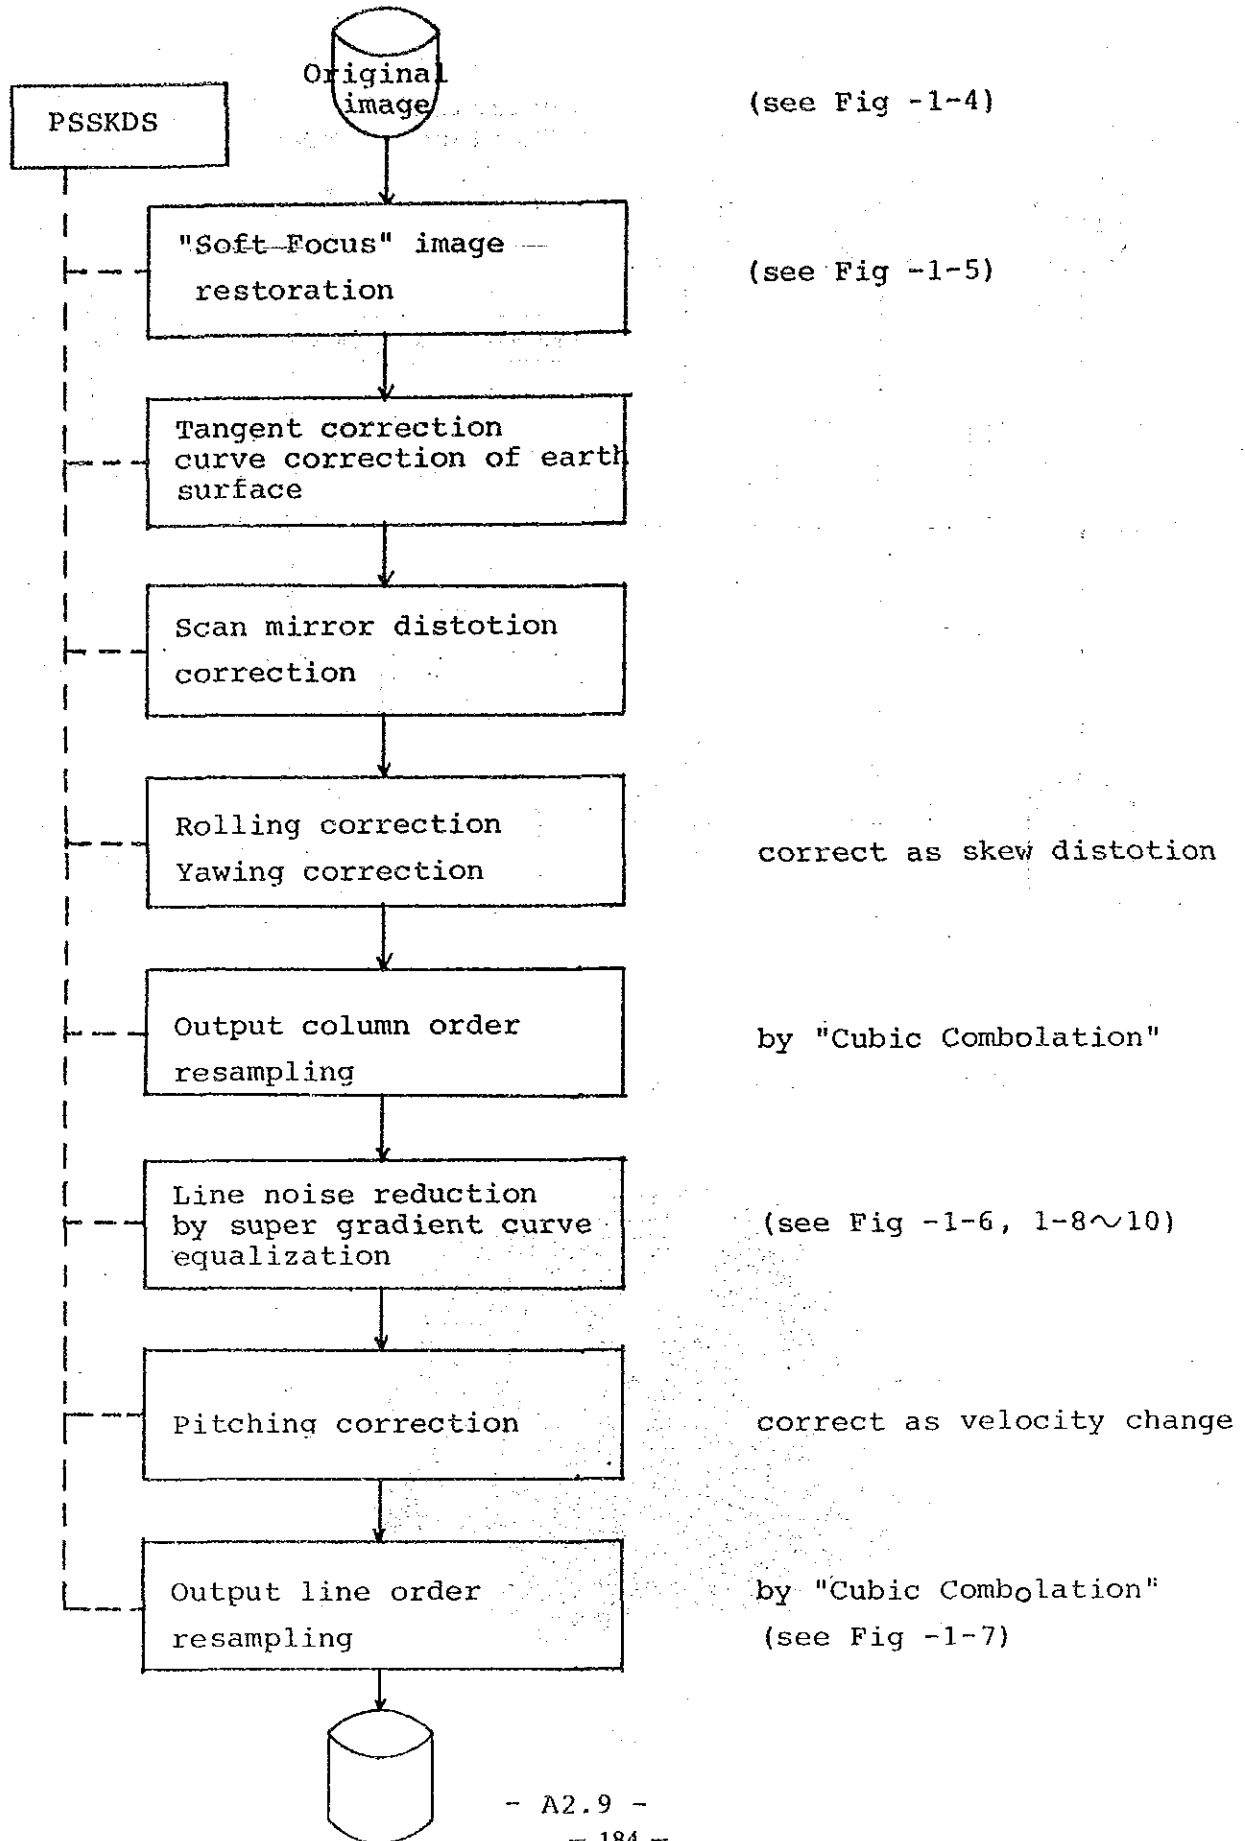 Original
image
(see Fig -1-4)
PSSKDS
"Soft Focus" image
restoration
(see Fig -1-5)
Tangent correction
curve correction of earth
surface
Scan mirror distotion
correction
Rolling correction
Yawing correction
correct as skew distotion
Output column order
resampling
by "Cubic Combolation"
Line noise reduction
by super gradient curve
equalization
(see Fig -1-6, 1-8~10)
Pitching correction
correct as velocity change
Output line order
resampling
by "Cubic Combolation"
(see Fig -1-7)
- A2.9 -
- 184 -